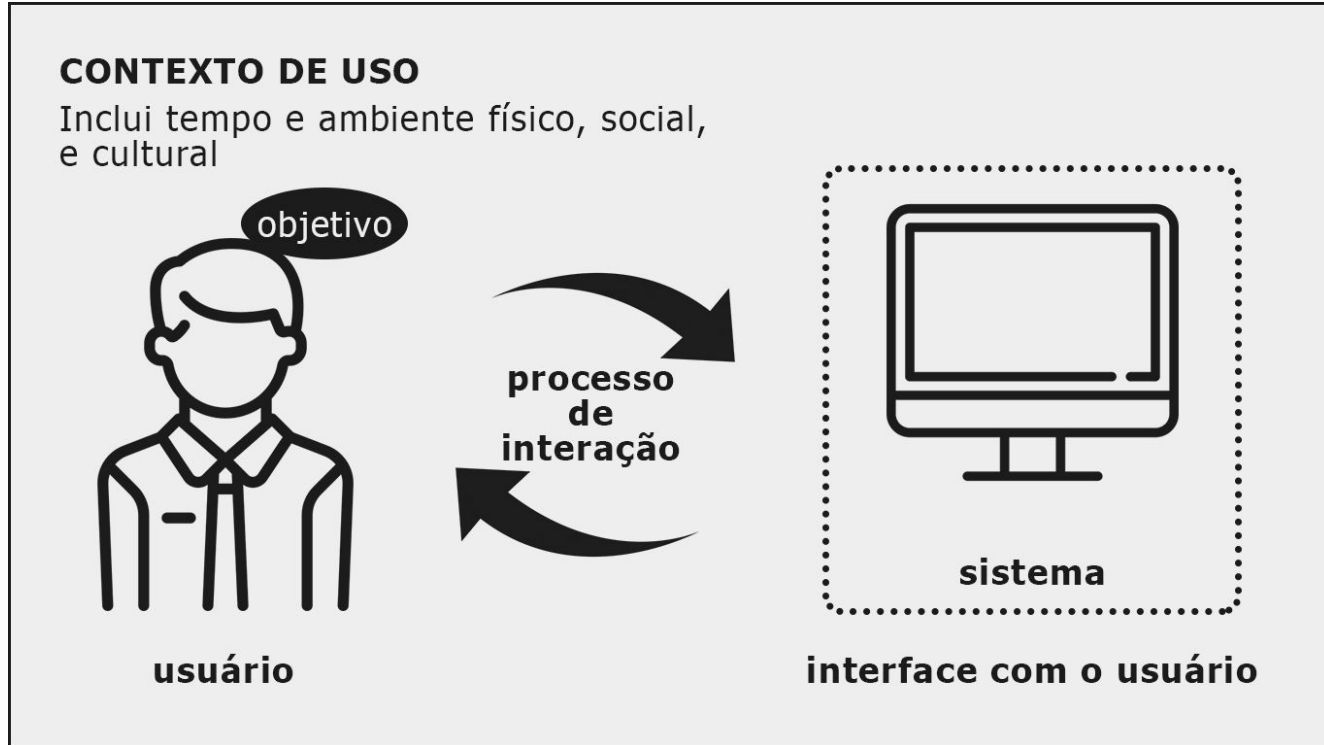 CONTEXTO DE USO
Inclui tempo e ambiente físico, social,
e cultural
objetivo
processo
de
interação
sistema
usuário
interface com o usuário